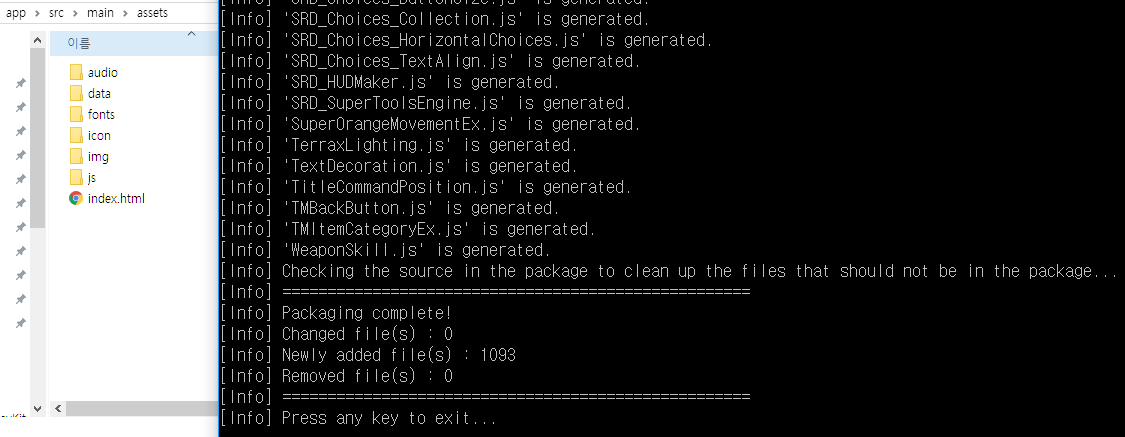 app > src > main > assets
이름
audio
data
fonts
icon
img
js
index.html
[Info] 'SRD_Choices_Collection.js' is generated.
[Info] 'SRD_Choices_HorizontalChoices.js' is generated.
[Info] 'SRD_Choices_TextAlign.js' is generated.
[Info] 'SRD_HUDMaker.js' is generated.
[Info] 'SRD_SuperToolsEngine.js' is generated.
[Info] 'SuperOrangeMovementEx.js' is generated.
[Info] 'TerraxLighting.js' is generated.
[Info] 'TextDecoration.js' is generated.
[Info] 'TitleCommandPosition.js' is generated.
[Info] 'TMBackButton.js' is generated.
[Info] 'TMItemCategoryEx.js' is generated.
[Info] 'WeaponSkill.js' is generated.
[Info] Checking the source in the package to clean up the files that should not be in the package...
[Info] ====================================================
[Info] Packaging complete!
[Info] Changed file(s) : 0
[Info] Newly added file(s) : 1093
[Info] Removed file(s) : 0
[Info] ====================================================
[Info] Press any key to exit...